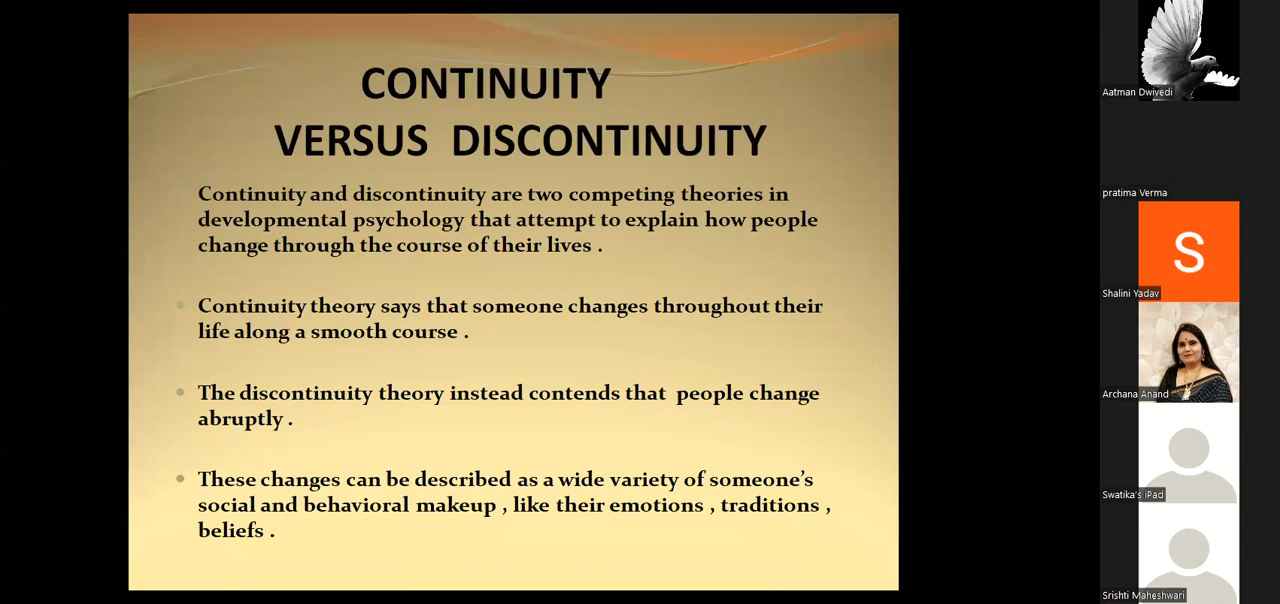 CONTINUITY
VERSUS DISCONTINUITY
Continuity and discontinuity are two competing theories in
developmental psychology that attempt to explain how people
change through the course of their lives .
Continuity theory says that someone changes throughout their
life along a smooth course .
The discontinuity theory instead contends that people change
abruptly .
These changes can be described as a wide variety of someone’s
social and behavioral makeup , like their emotions , traditions ,
beliefs .
Aatman Dwivedi
pratima Verma
S
Shalini Yadav
Archana Anand
Swatika's iPad
Srishti Maheshwari